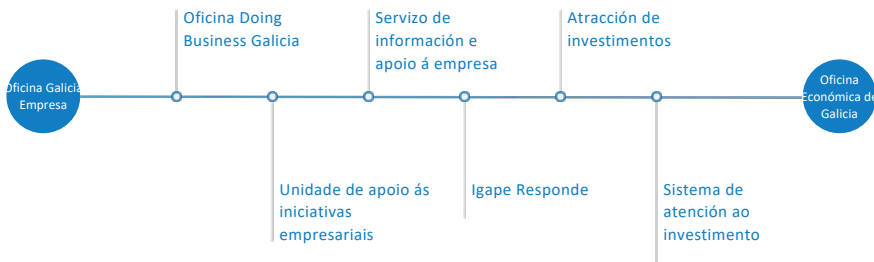 Oficina Doing
Business Galicia
Servizo de
información e
apoio á empresa
Atracción de
investimentos
Oficina Galicia
Empresa
Oficina
Económica de
Galicia
Unidade de apoio ás
iniciativas
empresariais
Igape Responde
Sistema de
atención ao
investimento